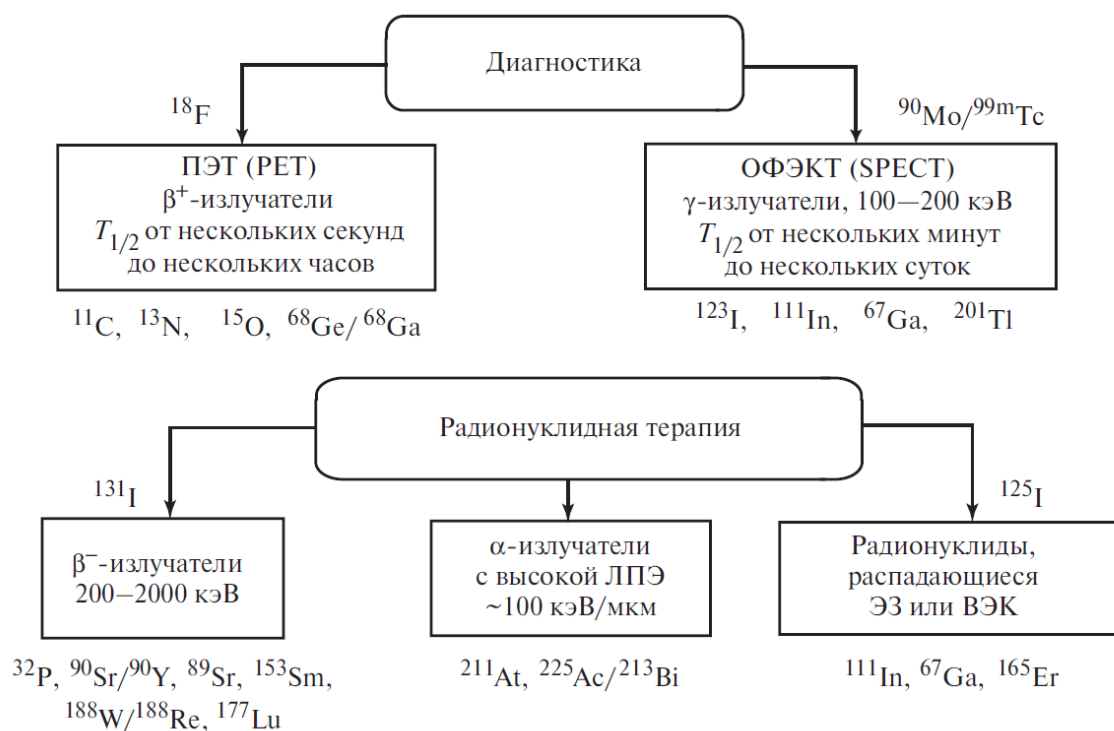 Диагностика
¹⁸F
⁹⁰Mo/⁹⁹ᵐTc
ПЭТ (PET)
β⁺-излучатели
T₁/₂ от нескольких секунд
до нескольких часов
ОФЭКТ (SPECT)
γ-излучатели, 100—200 кэВ
T₁/₂ от нескольких минут
до нескольких суток
¹¹C, ¹³N, ¹⁵O, ⁶⁸Ge/ ⁶⁸Ga
¹²³I, ¹¹¹In, ⁶⁷Ga, ²⁰¹Tl
Радионуклидная терапия
¹³¹I
¹²⁵I
β⁻-излучатели
200—2000 кэВ
α-излучатели
с высокой ЛПЭ
~100 кэВ/мкм
Радионуклиды,
распадающиеся
ЭЗ или ВЭК
³²P, ⁹⁰Sr/⁹⁰Y, ⁸⁹Sr, ¹⁵³Sm,
¹⁸⁸W/¹⁸⁸Re, ¹⁷⁷Lu
²¹¹At, ²²⁵Ac/²¹³Bi
¹¹¹In, ⁶⁷Ga, ¹⁶⁵Er